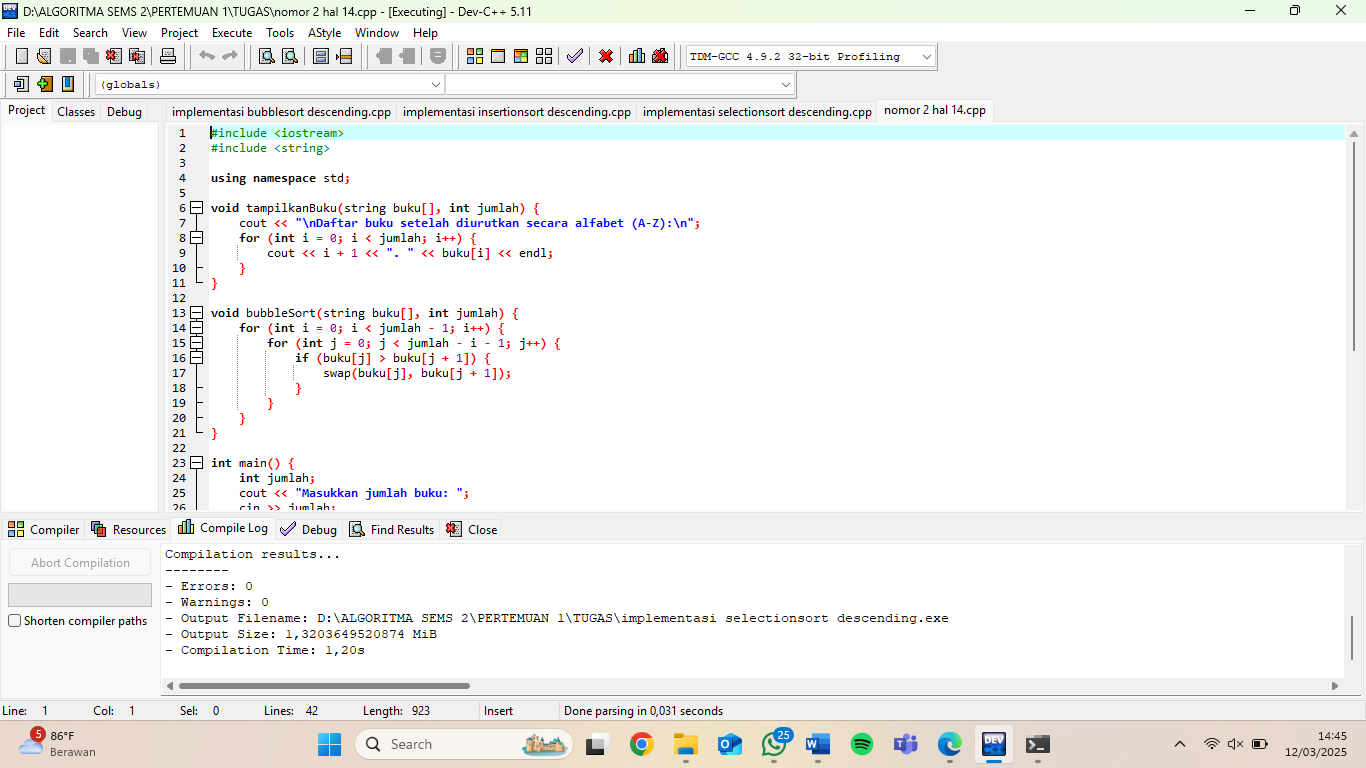 D:\ALGORITMA SEMS 2\PERTEMUAN 1\TUGAS\nomor 2 hal 14.cpp - [Executing] - Dev-C++ 5.11
File Edit Search View Project Execute Tools AStyle Window Help
TDM-GCC 4.9.2 32-bit Profiling
(globals)
Project Classes Debug implementasi bubblesort descending.cpp implementasi insertionsort descending.cpp implementasi selectionsort descending.cpp nomor 2 hal 14.cpp
1 #include <iostream>
2 #include <string>
3
4 using namespace std;
5
6 void tampilkanBuku(string buku[], int jumlah) {
7 cout << "\nDaftar buku setelah diurutkan secara alfabet (A-Z):\n";
8 for (int i = 0; i < jumlah; i++) {
9 cout << i + 1 << ". " << buku[i] << endl;
10 }
11 }
12
13 void bubbleSort(string buku[], int jumlah) {
14 for (int i = 0; i < jumlah - 1; i++) {
15 for (int j = 0; j < jumlah - i - 1; j++) {
16 if (buku[j] > buku[j + 1]) {
17 swap(buku[j], buku[j + 1]);
18 }
19 }
20 }
21 }
22
23 int main() {
24 int jumlah;
25 cout << "Masukkan jumlah buku: ";
26 cin >> jumlah;
Compiler Resources Compile Log Debug Find Results Close
Abort Compilation
Shorten compiler paths
Compilation results...
--------
- Errors: 0
- Warnings: 0
- Output Filename: D:\ALGORITMA SEMS 2\PERTEMUAN 1\TUGAS\implementasi selectionsort descending.exe
- Output Size: 1,3203649520874 MiB
- Compilation Time: 1,20s
Line: 1 Col: 1 Sel: 0 Lines: 42 Length: 923 Insert Done parsing in 0,031 seconds
5
86°F
Berawan
Search
25
DEV
14:45
12/03/2025